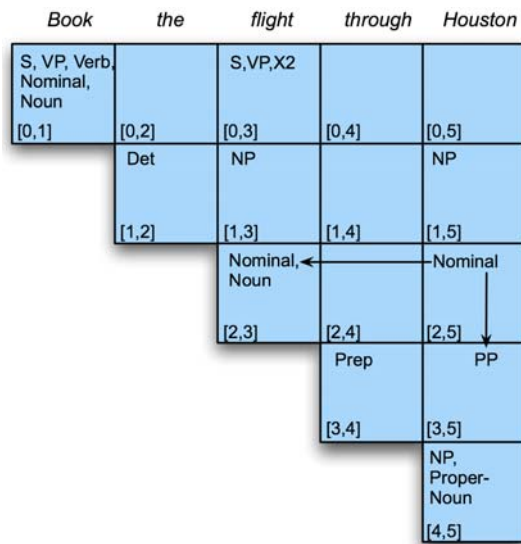 Book the flight through Houston
S, VP, Verb, S,VP,X2
Nominal,
Noun
[0,1] [0,2] [0,3] [0,4] [0,5]
Det NP NP
[1,2] [1,3] [1,4] [1,5]
Nominal, Nominal
Noun
[2,3] [2,4] [2,5]
Prep PP
[3,4] [3,5]
NP,
Proper-
Noun
[4,5]